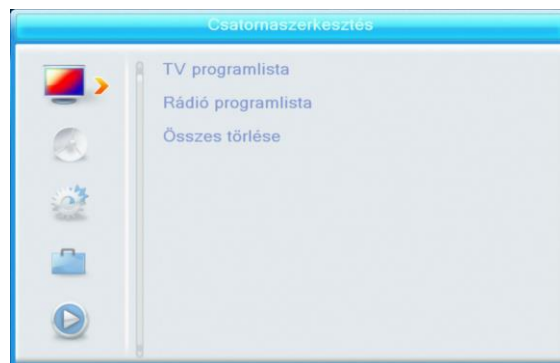 Csatornaszerkesztés
TV programlista
Rádió programlista
Összes törlése